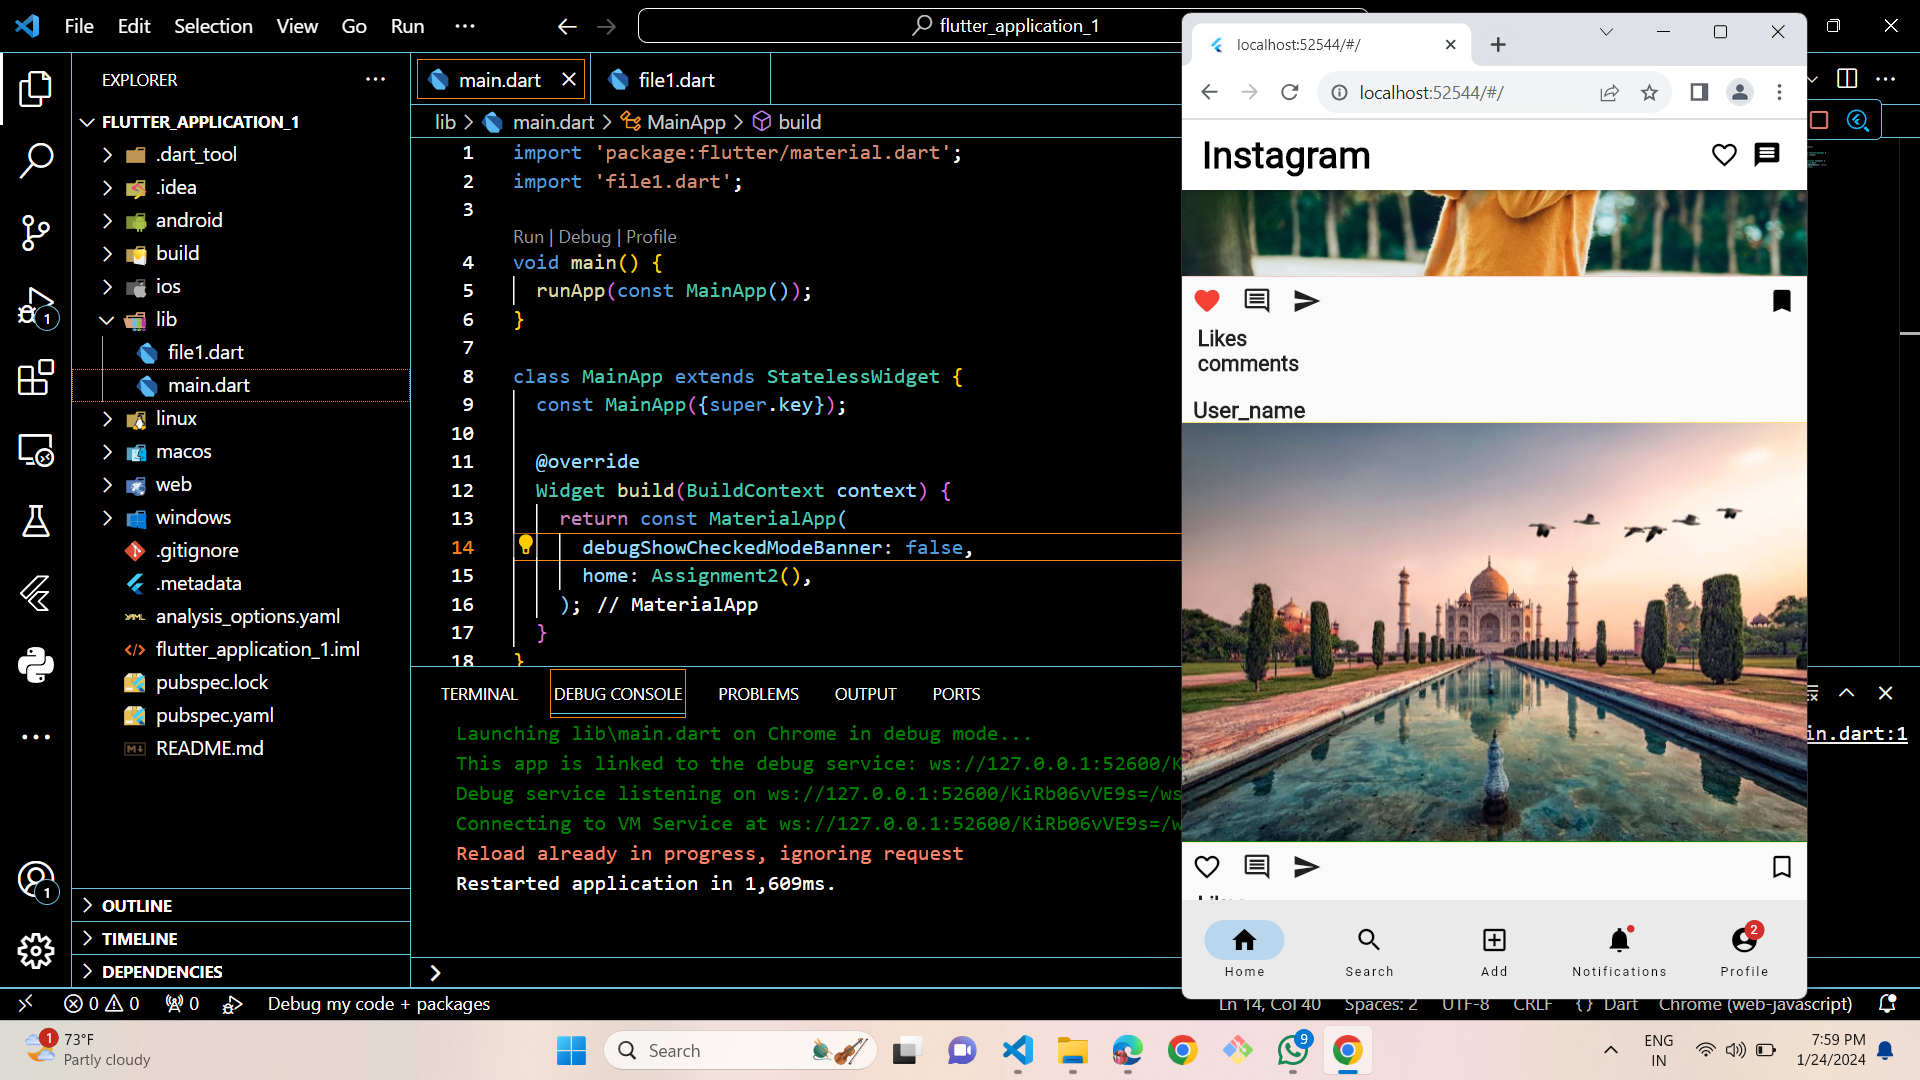 File Edit Selection View Go Run ...
flutter_application_1
EXPLORER
FLUTTER_APPLICATION_1
.dart_tool
.idea
android
build
ios
lib
file1.dart
main.dart
linux
macos
web
windows
.gitignore
.metadata
analysis_options.yaml
flutter_application_1.iml
pubspec.lock
pubspec.yaml
README.md
OUTLINE
TIMELINE
DEPENDENCIES
1
1
main.dart
file1.dart
lib > main.dart > MainApp > build
1 import 'package:flutter/material.dart';
2 import 'file1.dart';
3
Run | Debug | Profile
4 void main() {
5 runApp(const MainApp());
6 }
7
8 class MainApp extends StatelessWidget {
9 const MainApp({super.key});
10
11 @override
12 Widget build(BuildContext context) {
13 return const MaterialApp(
14 debugShowCheckedModeBanner: false,
15 home: Assignment2(),
16 ); // MaterialApp
17 }
18 }
TERMINAL DEBUG CONSOLE PROBLEMS OUTPUT PORTS
Launching lib\main.dart on Chrome in debug mode...
in.dart:1
This app is linked to the debug service: ws://127.0.0.1:52600/K
Debug service listening on ws://127.0.0.1:52600/KiRb06vVE9s=/ws
Connecting to VM Service at ws://127.0.0.1:52600/KiRb06vVE9s=/w
Reload already in progress, ignoring request
Restarted application in 1,609ms.
localhost:52544/#/
localhost:52544/#/
Instagram
Likes
comments
User_name
Likes
2
Home Search Add Notifications Profile
0 0 0 Debug my code + packages
Ln 14, Col 40 Spaces: 2 UTF-8 CRLF {} Dart Chrome (web-javascript)
1
73°F
Partly cloudy
Search
9
ENG
IN
7:59 PM
1/24/2024